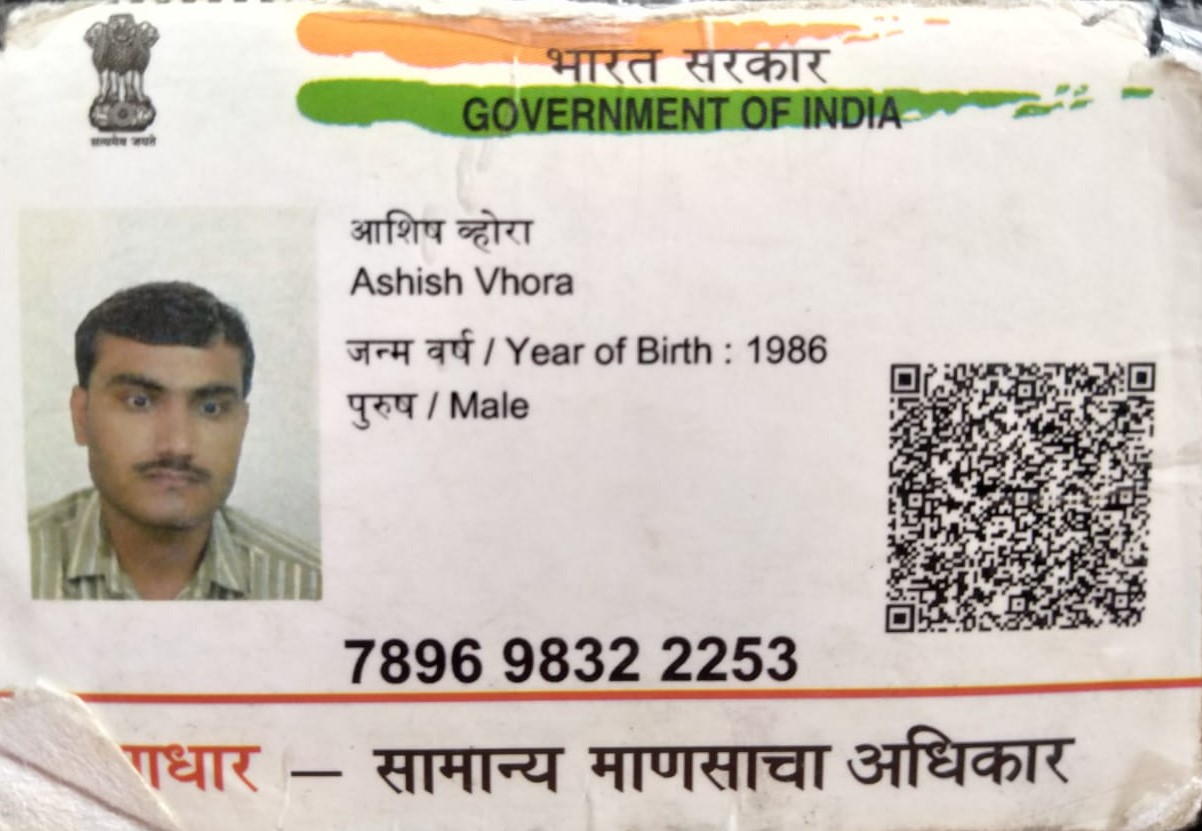 भारत सरकार
GOVERNMENT OF INDIA
सत्यमेव जयते
आशिष व्होरा
Ashish Vhora
जन्म वर्ष / Year of Birth : 1986
पुरुष / Male
7896 9832 2253
ाधार — सामान्य माणसाचा अधिकार